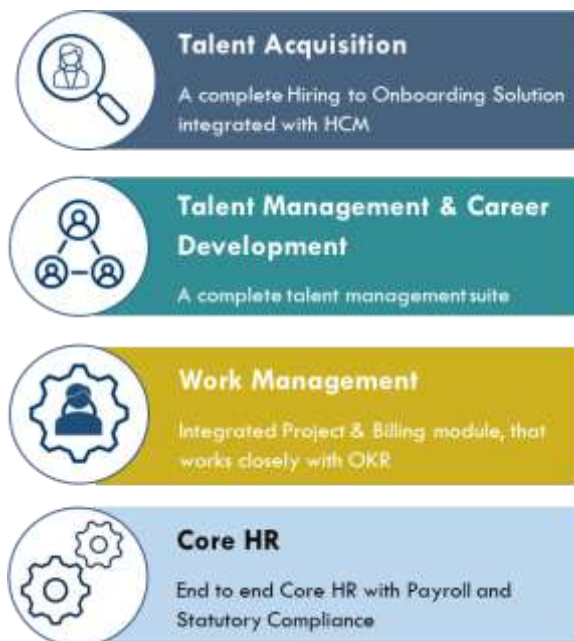 Talent Acquisition
A complete Hiring to Onboarding Solution
integrated with HCM
Talent Management & Career
Development
A complete talent management suite
Work Management
Integrated Project & Billing module, that
works closely with OKR
Core HR
End to end Core HR with Payroll and
Statutory Compliance